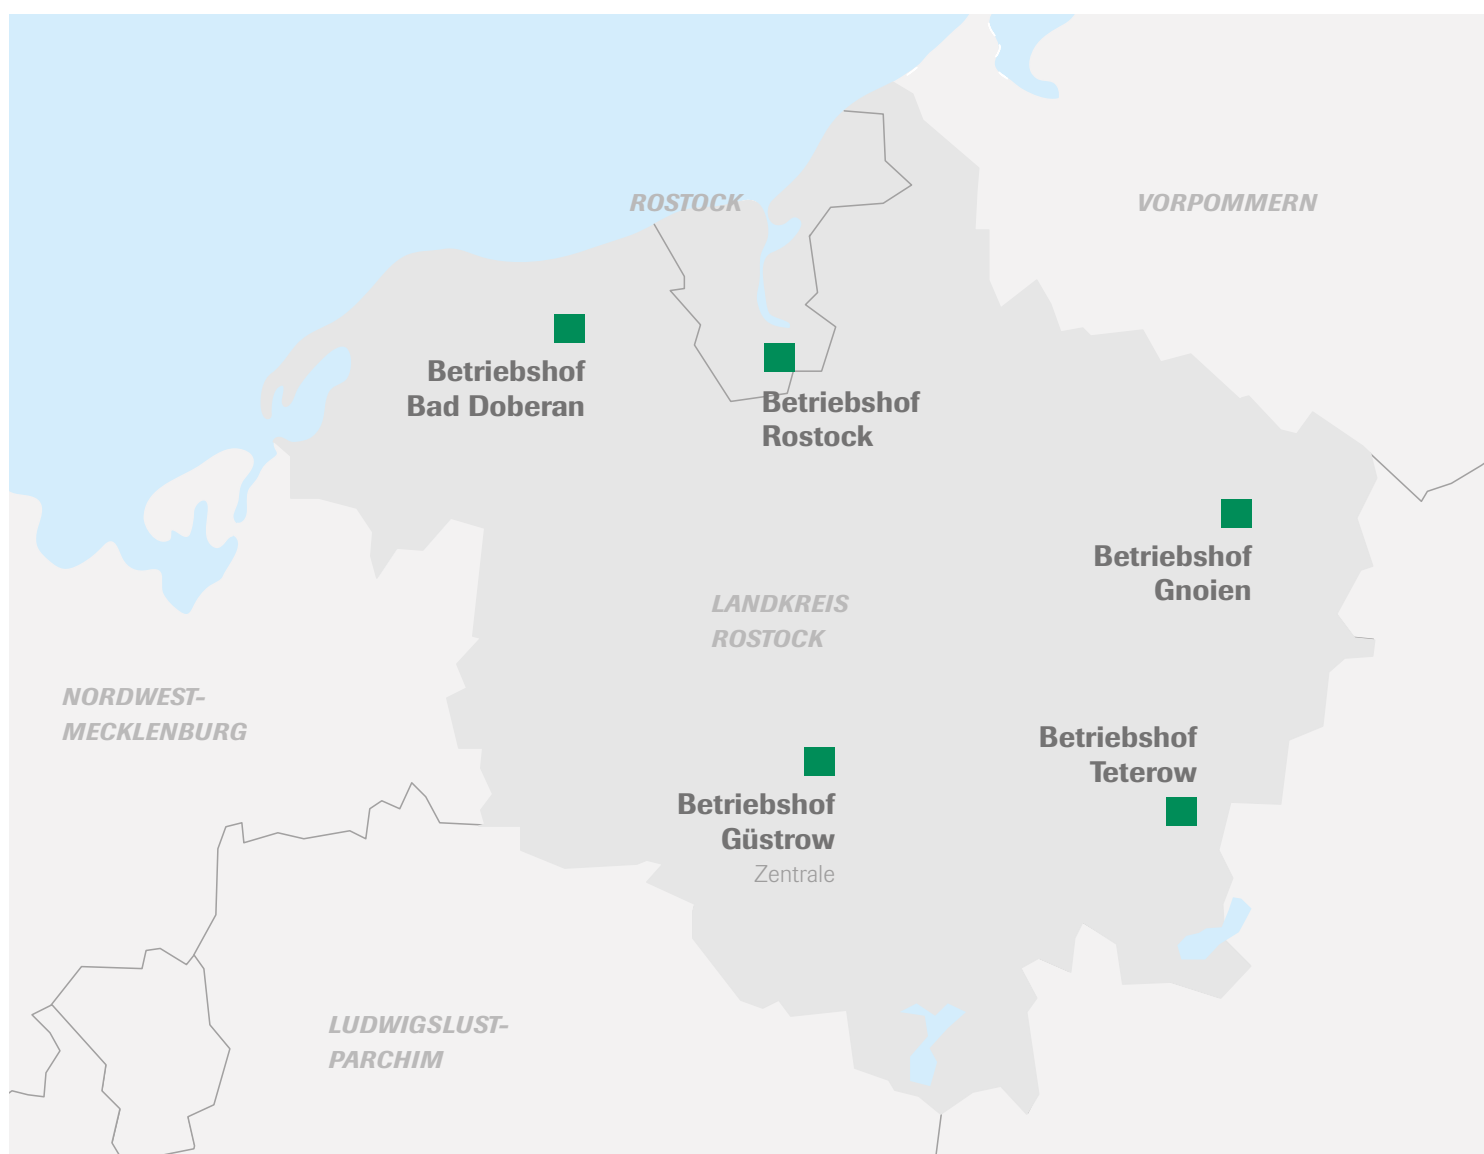 ROSTOCK
VORPOMMERN
Betriebshof
Bad Doberan
Betriebshof
Rostock
Betriebshof
Gnoien
LANDKREIS
ROSTOCK
NORDWEST-
MECKLENBURG
Betriebshof
Teterow
Betriebshof
Güstrow
Zentrale
LUDWIGSLUST-
PARCHIM